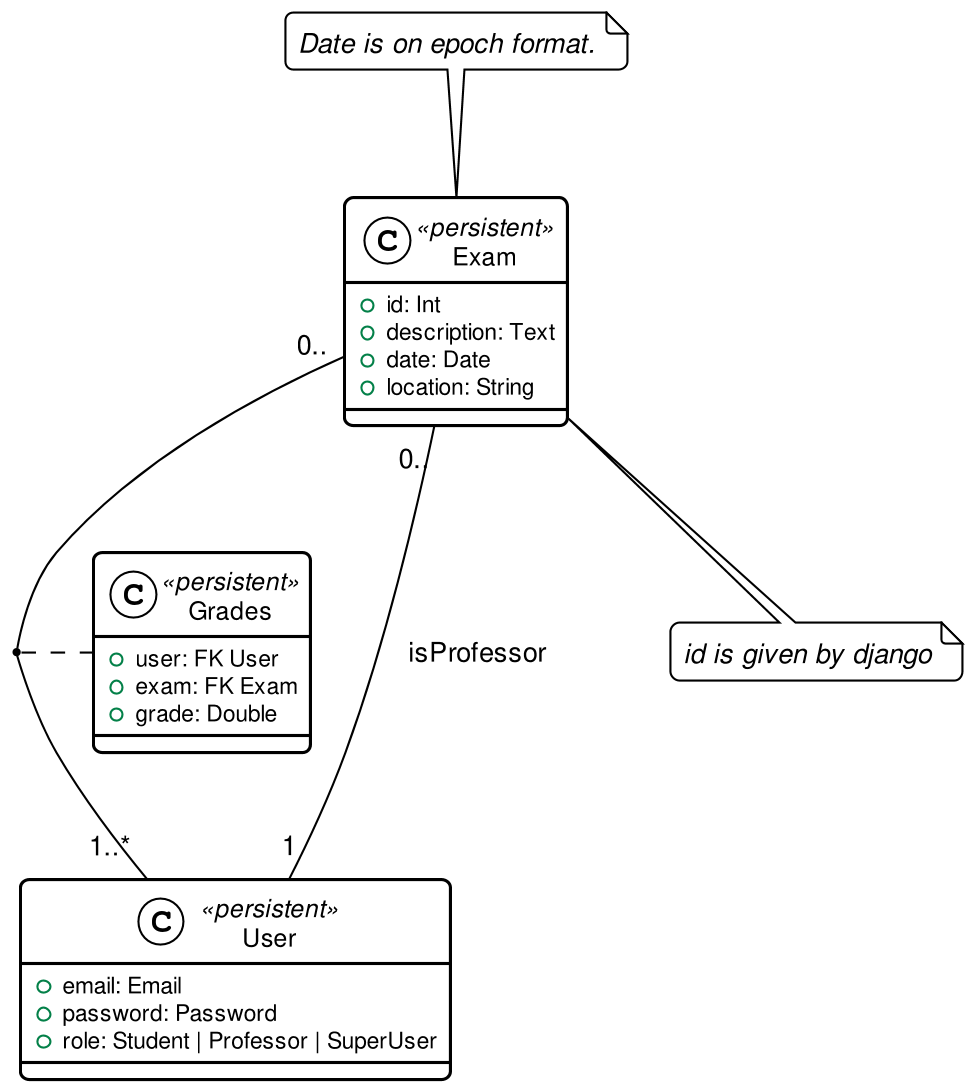 Date is on epoch format.
C
«persistent»
Exam
id: Int
description: Text
date: Date
location: String
0..
0..
C
«persistent»
Grades
user: FK User
exam: FK Exam
grade: Double
isProfessor
id is given by django
1..*
1
C
«persistent»
User
email: Email
password: Password
role: Student | Professor | SuperUser